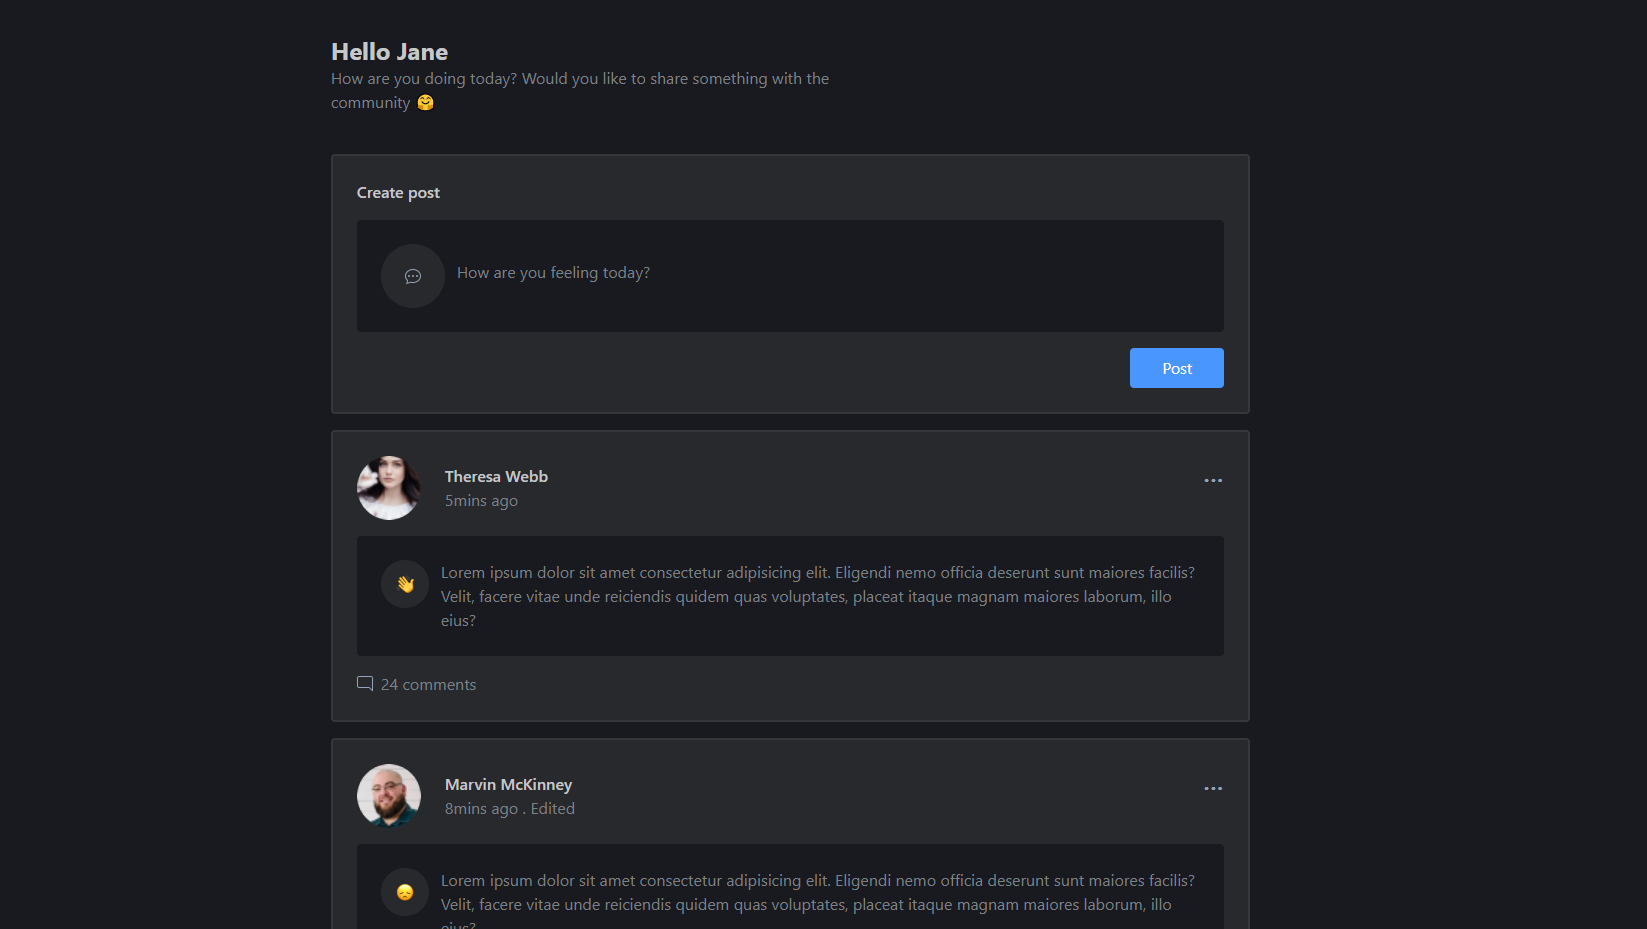 Hello Jane
How are you doing today? Would you like to share something with the
community 🤗
Create post
How are you feeling today?
Post
Theresa Webb
5mins ago
Lorem ipsum dolor sit amet consectetur adipisicing elit. Eligendi nemo officia deserunt sunt maiores facilis?
Velit, facere vitae unde reiciendis quidem quas voluptates, placeat itaque magnam maiores laborum, illo
eius?
24 comments
Marvin McKinney
8mins ago . Edited
Lorem ipsum dolor sit amet consectetur adipisicing elit. Eligendi nemo officia deserunt sunt maiores facilis?
Velit, facere vitae unde reiciendis quidem quas voluptates, placeat itaque magnam maiores laborum, illo
eius?